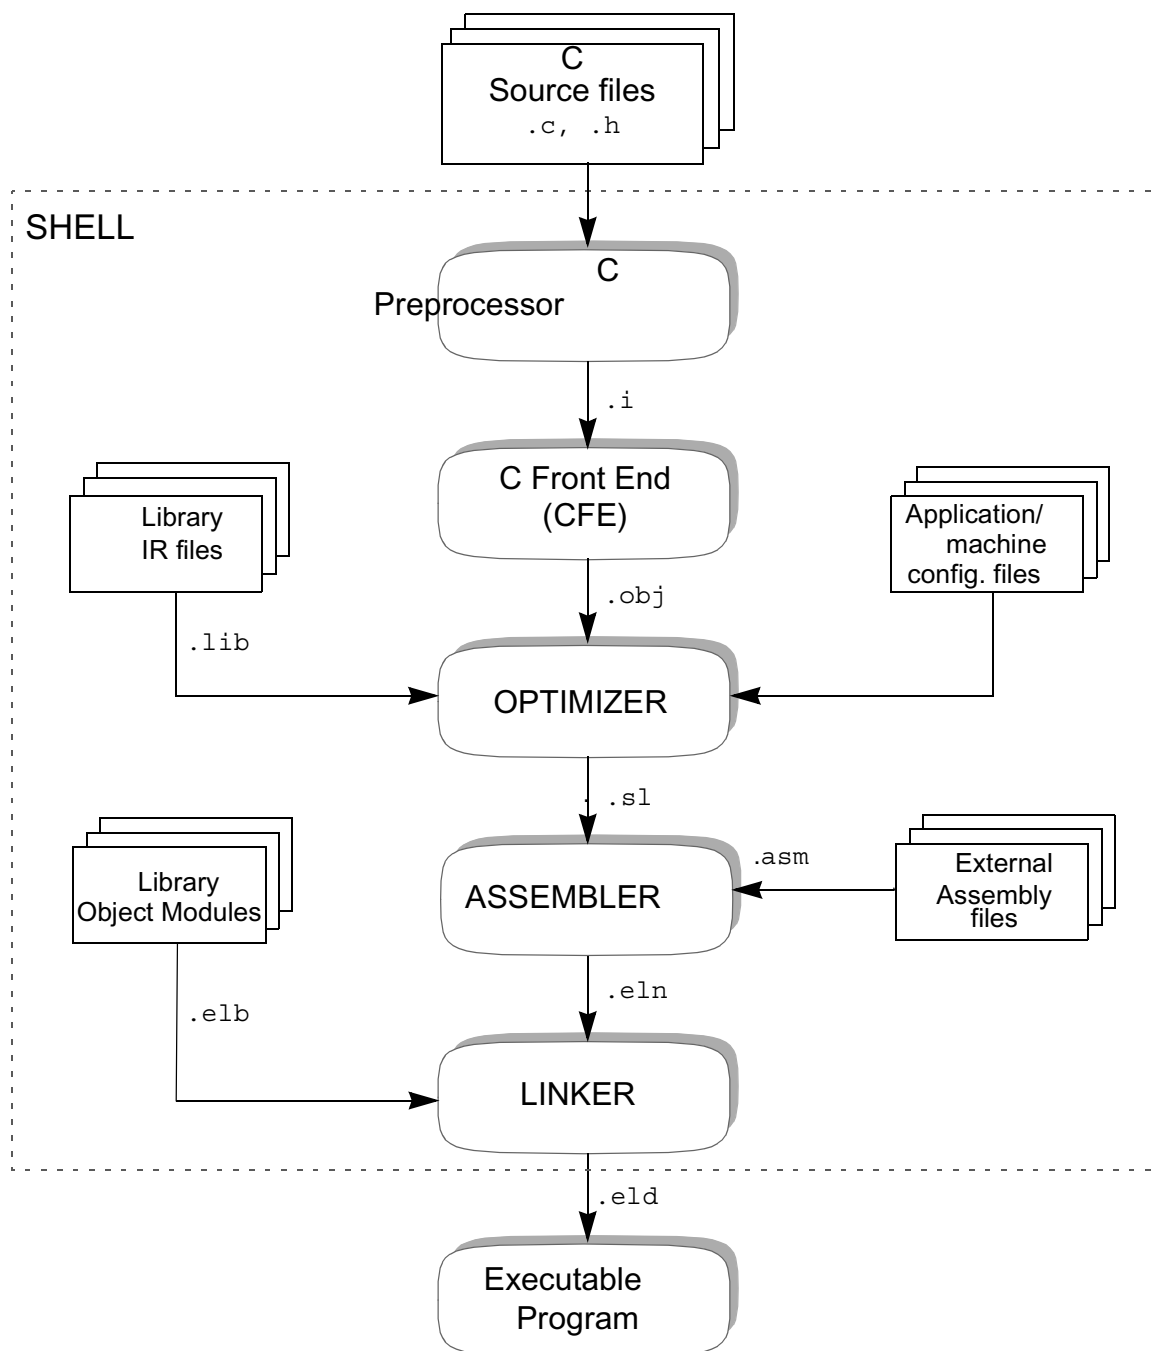 C
Source files
.c, .h
SHELL
C
Preprocessor
.i
C Front End
(CFE)
Library
IR files
Application/
machine
config. files
.obj
.lib
OPTIMIZER
.sl
Library
Object Modules
.asm
ASSEMBLER
External
Assembly
files
.eln
.elb
LINKER
.eld
Executable
Program